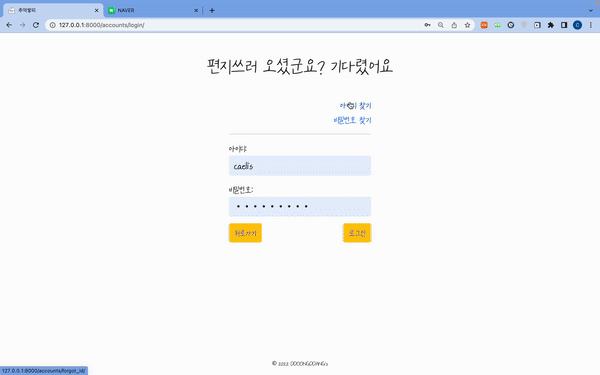 추억빨피
NAVER
127.0.0.1:8000/accounts/login/
편지쓰러 오셨군요? 기다렸어요
아이디 찾기
비밀번호 찾기
아이디:
caelis
비밀번호:
뒤로가기
로그인
© 2022 DDDONGDDANGs
127.0.0.1:8000/accounts/forgot_id/